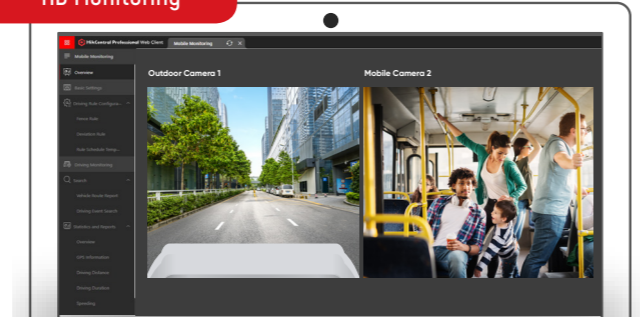 HD Monitoring
HikCentral Professional Web Client
Mobile Monitoring
Mobile Monitoring
Overview
Outdoor Camera 1
Mobile Camera 2
Basic Settings
Driving Rule Configurat...
Fence Rule
Deviation Rule
Rule Schedule Temp...
Driving Monitoring
Search
Vehicle Passing Report
Driving Event Search
Statistics and Reports
Overview
GPS Information
Driving Distance
Driving Duration
Speeding